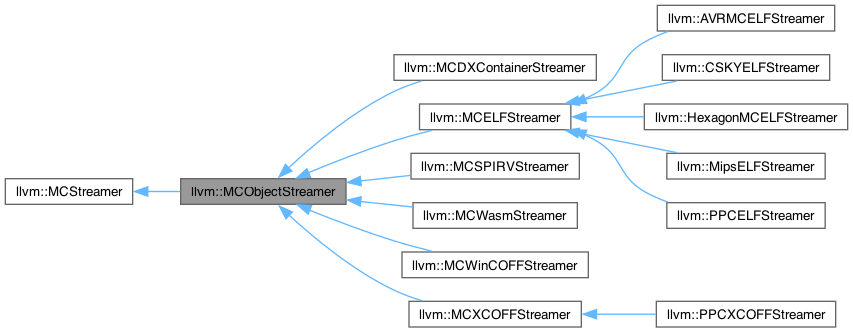 llvm::MCStreamer
llvm::MCObjectStreamer
llvm::MCDXContainerStreamer
llvm::MCELFStreamer
llvm::MCSPIRVStreamer
llvm::MCWasmStreamer
llvm::MCWinCOFFStreamer
llvm::MCXCOFFStreamer
llvm::AVRMCELFStreamer
llvm::CSKYELFStreamer
llvm::HexagonMCELFStreamer
llvm::MipsELFStreamer
llvm::PPCELFStreamer
llvm::PPCXCOFFStreamer